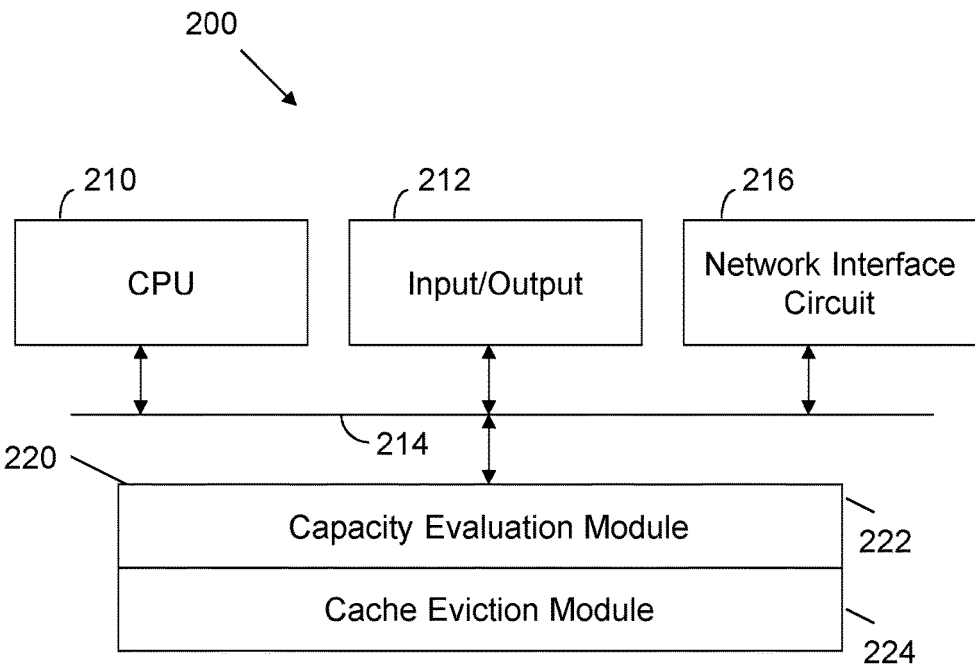 200
210
212
216
CPU
Input/Output
Network Interface
Circuit
214
220
Capacity Evaluation Module
222
Cache Eviction Module
224